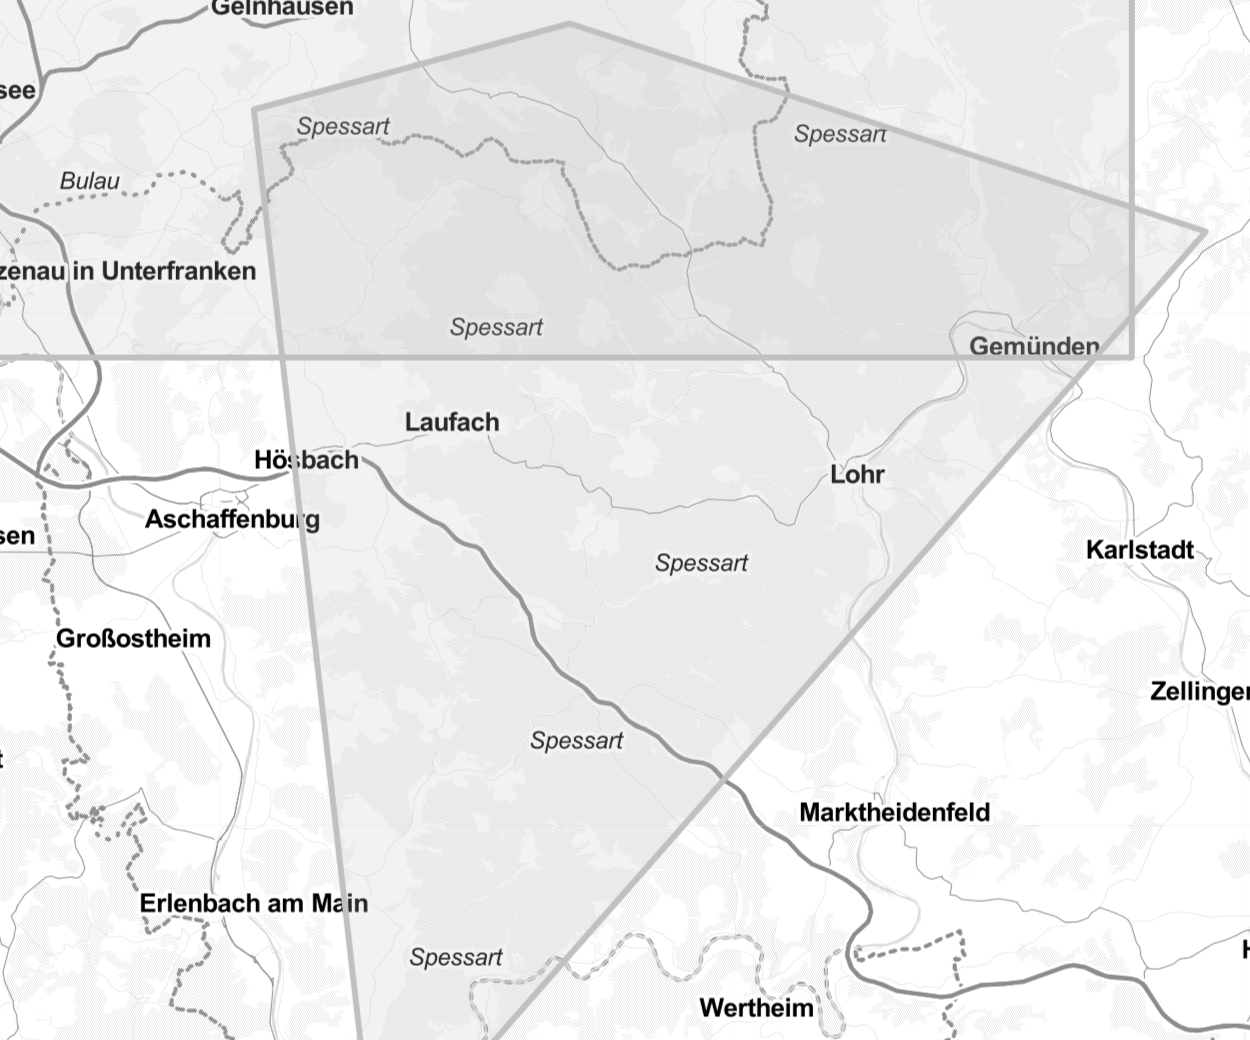 Gelnhausen
see
Spessart
Spessart
Bulau
zenau in Unterfranken
Spessart
Gemünden
Laufach
Hösbach
Lohr
Aschaffenburg
sen
Karlstadt
Spessart
Großostheim
Zellinger
Spessart
t
Marktheidenfeld
Erlenbach am Main
Spessart
H
Wertheim